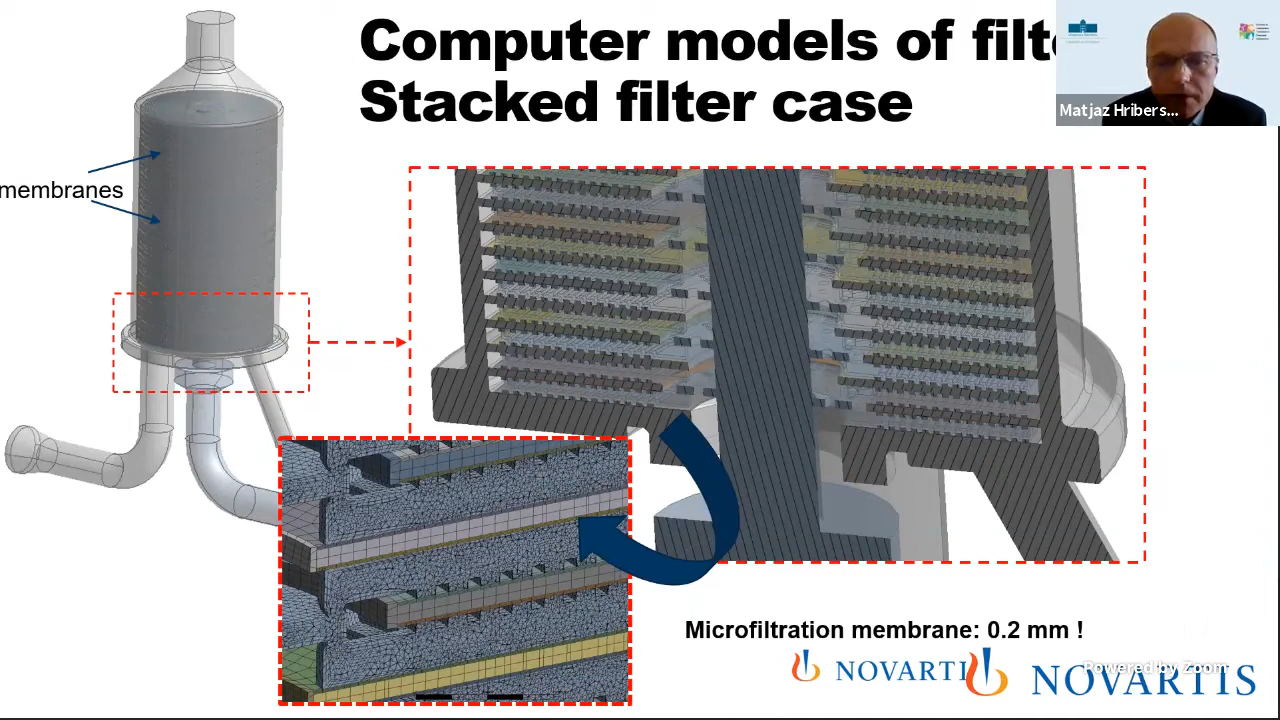 Computer models of filt
Stacked filter case
Matjaz Hribers...
membranes
Microfiltration membrane: 0.2 mm !
NOVARTI
NOVARTIS
Powered by Zoom